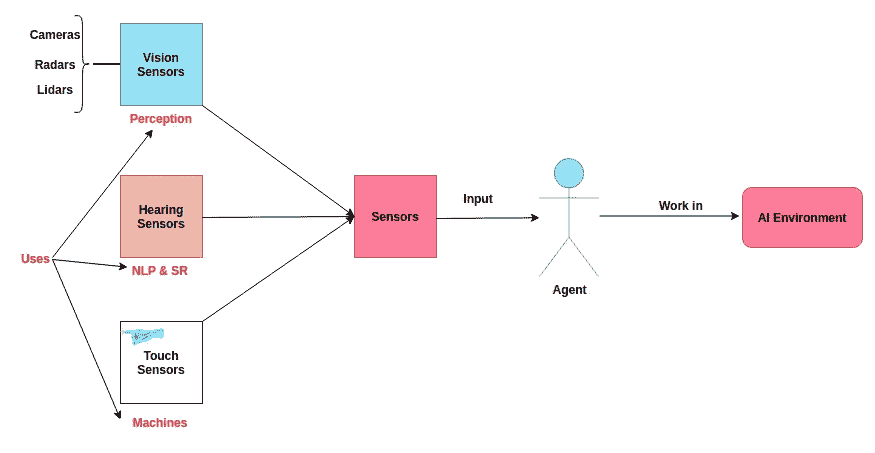 Cameras
Radars
Lidars
Vision
Sensors
Perception
Hearing
Sensors
NLP & SR
Uses
Touch
Sensors
Machines
Sensors
Input
Agent
Work in
AI Environment